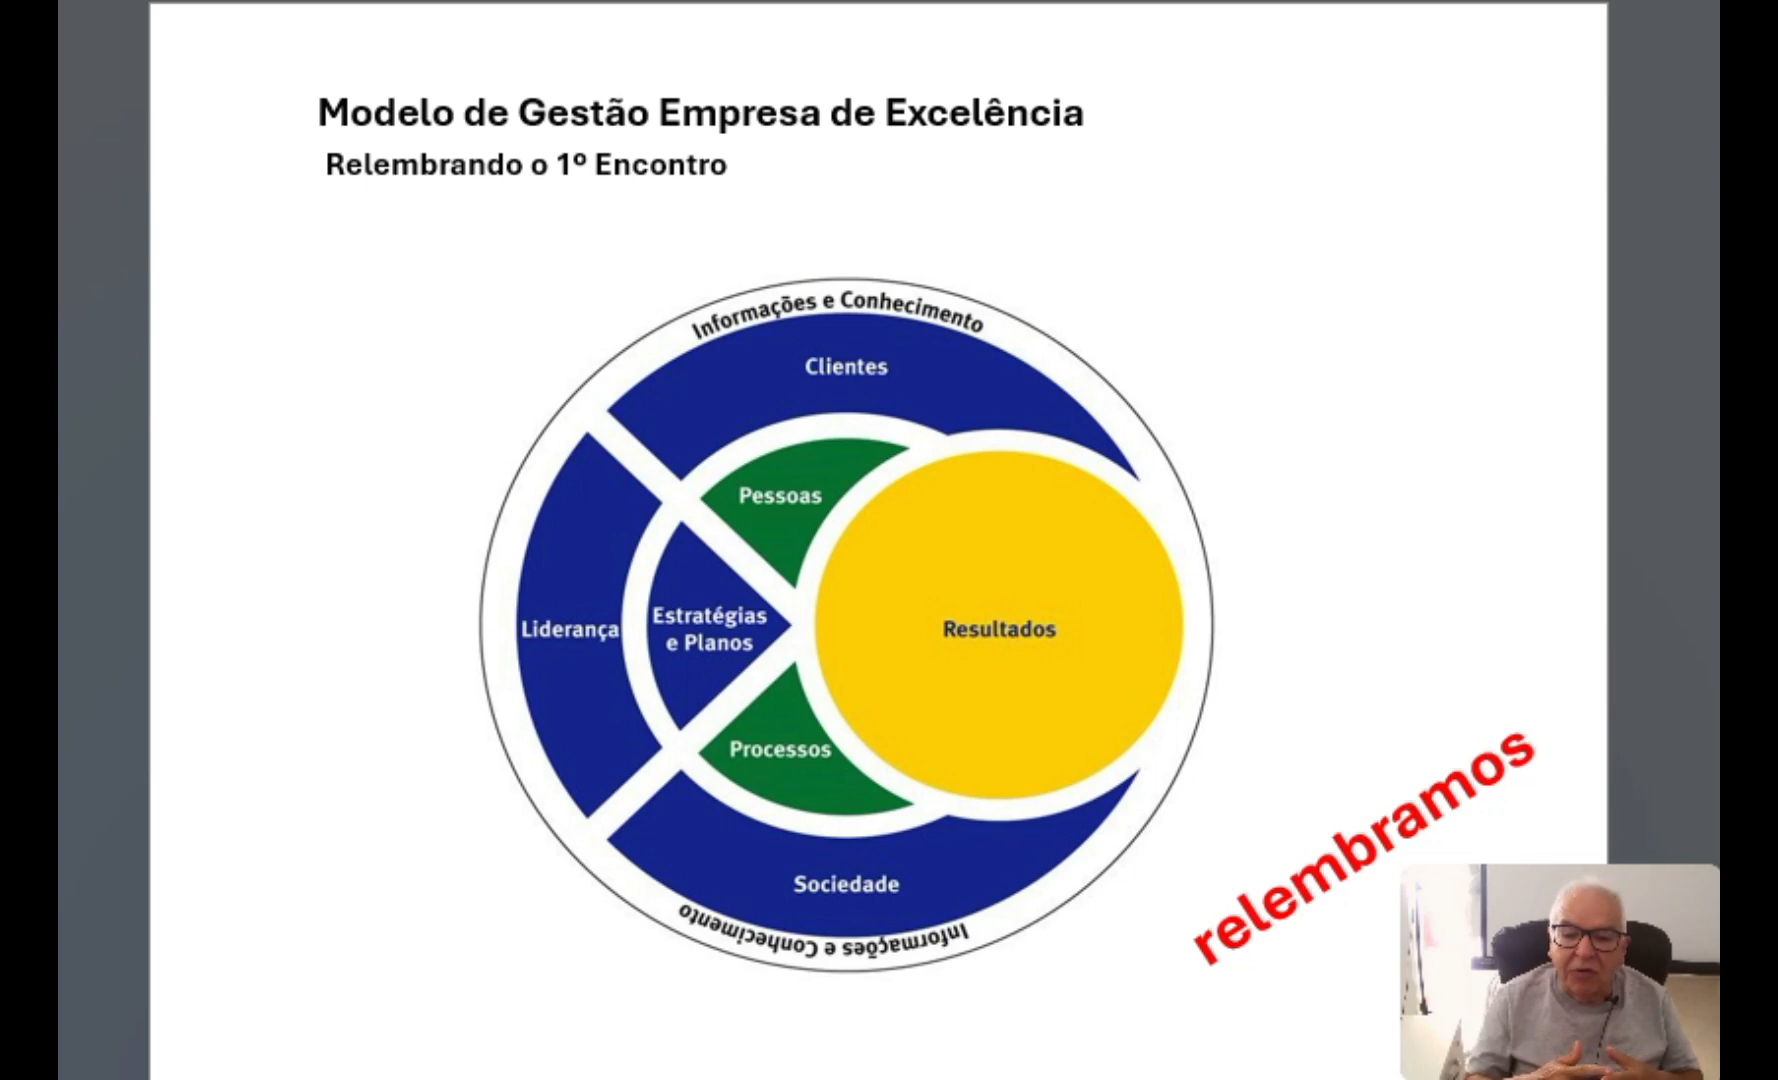 Modelo de Gestão Empresa de Excelência
Relembrando o 1º Encontro
Informações e Conhecimento
Clientes
Pessoas
Liderança
Estratégias
e Planos
Resultados
Processos
Sociedade
Informações e Conhecimento
relembramos